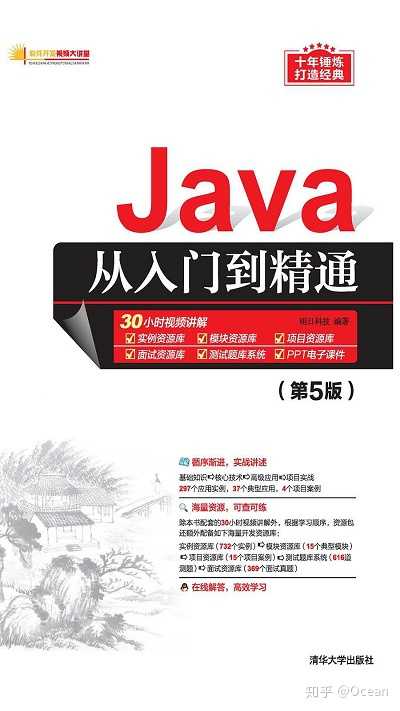 软件开发视频大讲堂
十年锤炼
打造经典
Java
从入门到精通
30小时视频讲解
明日科技 编著
实例资源库 模块资源库 项目资源库
面试资源库 测试题库系统 PPT电子课件
（第5版）
循序渐进，实战讲述
基础知识 核心技术 高级应用 项目实战
297个应用实例，37个典型应用，4个项目案例
海量资源，可查可练
除本书配套的30小时视频讲解外，根据学习顺序，资源包
还额外配备如下海量开发资源库：
实例资源库（732个实例） 模块资源库（15个典型模块）
项目资源库（15个项目案例） 测试题库系统（616道
测题） 面试资源库（369个面试真题）
在线解答，高效学习
清华大学出版社
知乎 @Ocean